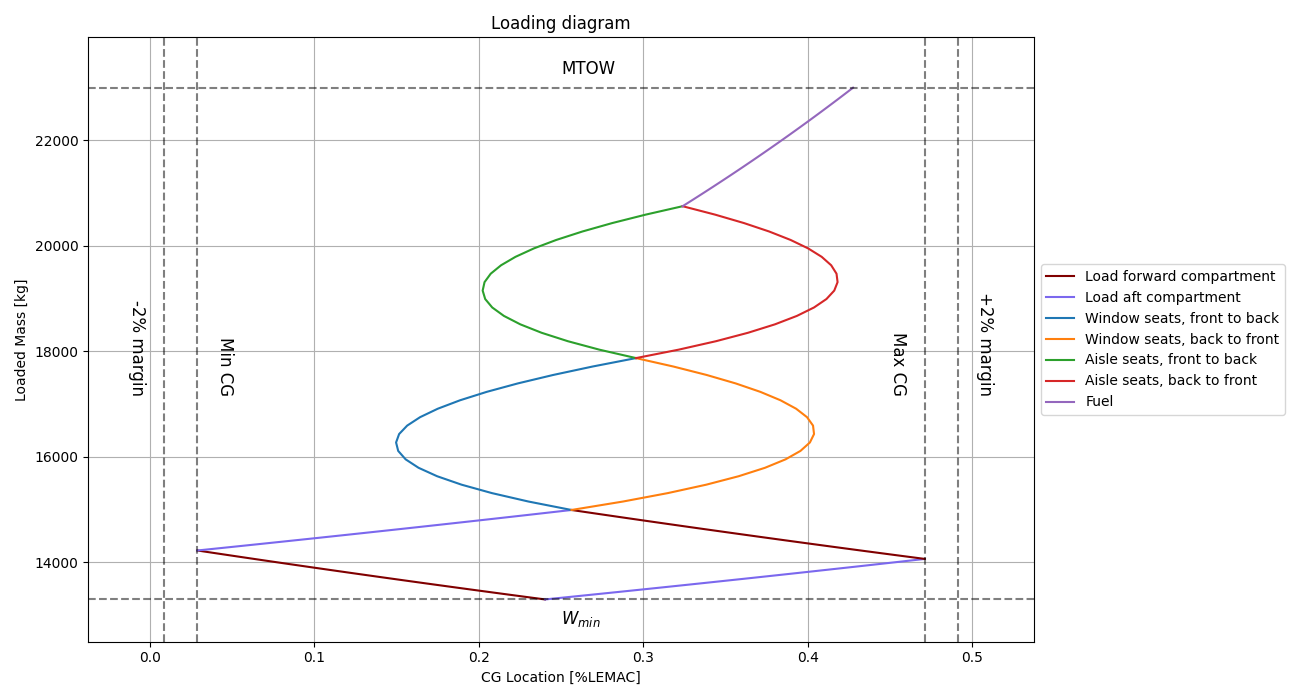 Loading diagram
MTOW
22000
20000
18000
16000
14000
Loaded Mass [kg]
-2% margin
Min CG
Max CG
+2% margin
W_min
0.0
0.1
0.2
0.3
0.4
0.5
CG Location [%LEMAC]
Load forward compartment
Load aft compartment
Window seats, front to back
Window seats, back to front
Aisle seats, front to back
Aisle seats, back to front
Fuel